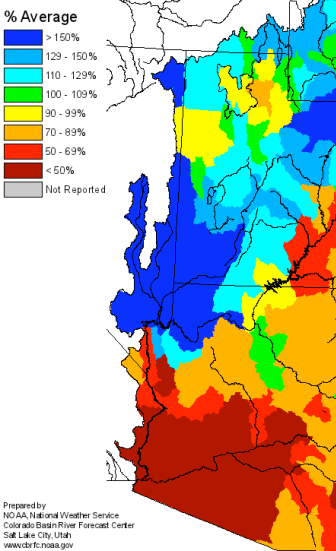 % Average
> 150%
129 - 150%
110 - 129%
100 - 109%
90 - 99%
70 - 89%
50 - 69%
< 50%
Not Reported
Prepared by
NOAA, National Weather Service
Colorado Basin River Forecast Center
Salt Lake City, Utah
www.cbrfc.noaa.gov